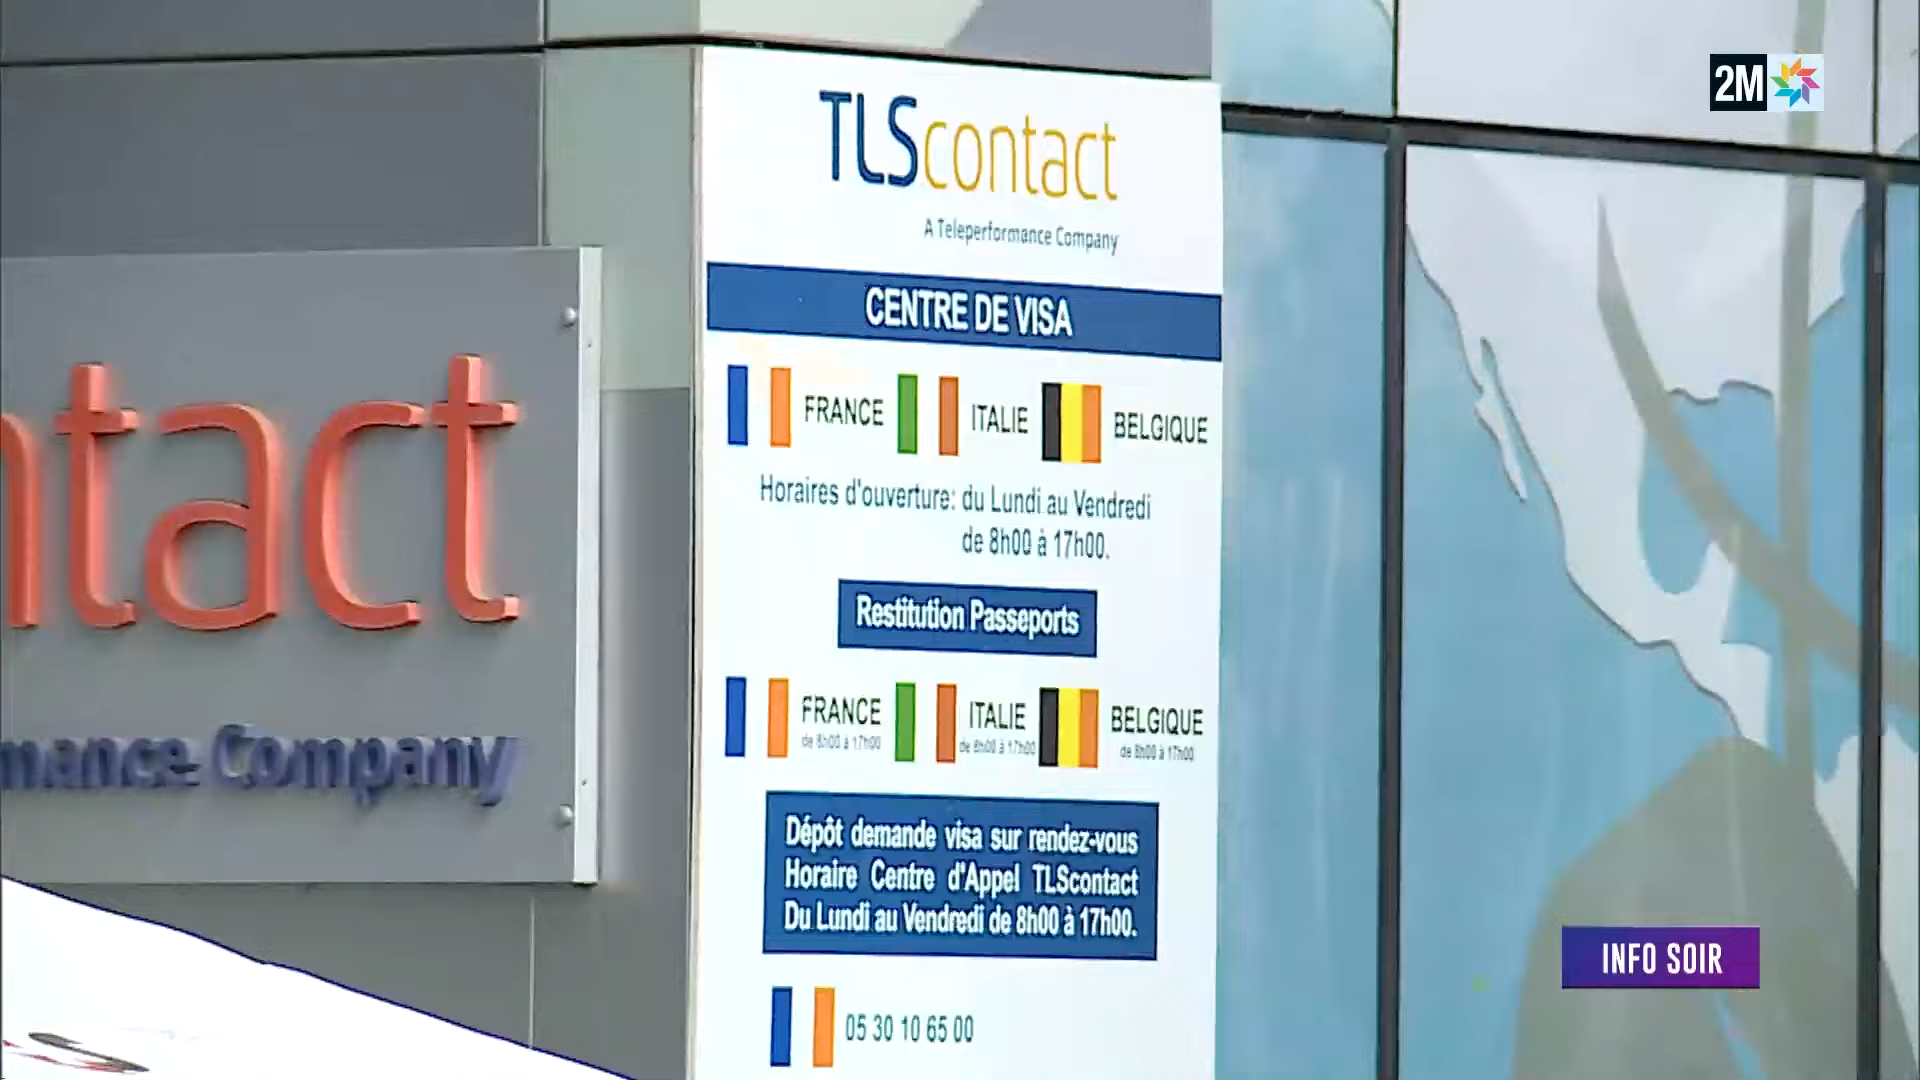 2M
TLScontact
A Teleperformance Company
CENTRE DE VISA
FRANCE ITALIE BELGIQUE
Horaires d'ouverture: du Lundi au Vendredi
de 8h00 à 17h00.
Restitution Passeports
FRANCE ITALIE BELGIQUE
de 8h00 à 17h00 de 8h00 à 17h00 de 8h00 à 17h00
Dépôt demande visa sur rendez-vous
Horaire Centre d'Appel TLScontact
Du Lundi au Vendredi de 8h00 à 17h00.
05 30 10 65 00
ntact
mance Company
INFO SOIR